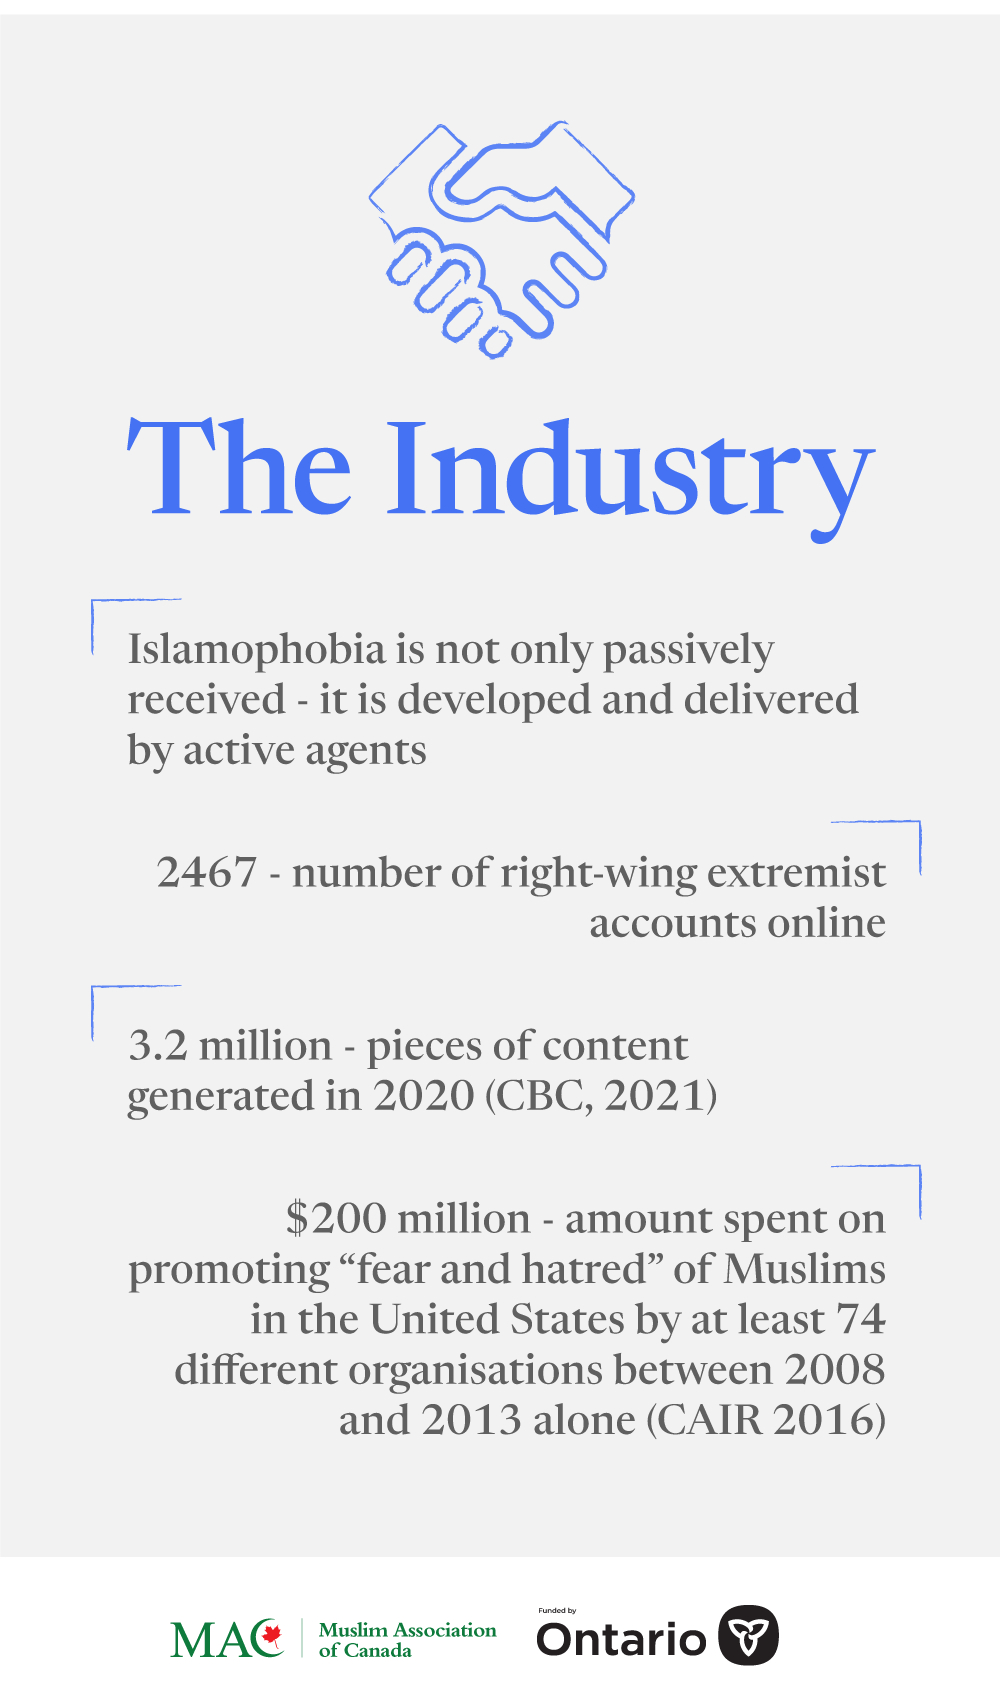 The Industry
Islamophobia is not only passively
received - it is developed and delivered
by active agents
2467 - number of right-wing extremist
accounts online
3.2 million - pieces of content
generated in 2020 (CBC, 2021)
$200 million - amount spent on
promoting “fear and hatred” of Muslims
in the United States by at least 74
different organisations between 2008
and 2013 alone (CAIR 2016)
MAC
Muslim Association
of Canada
Funded by
Ontario